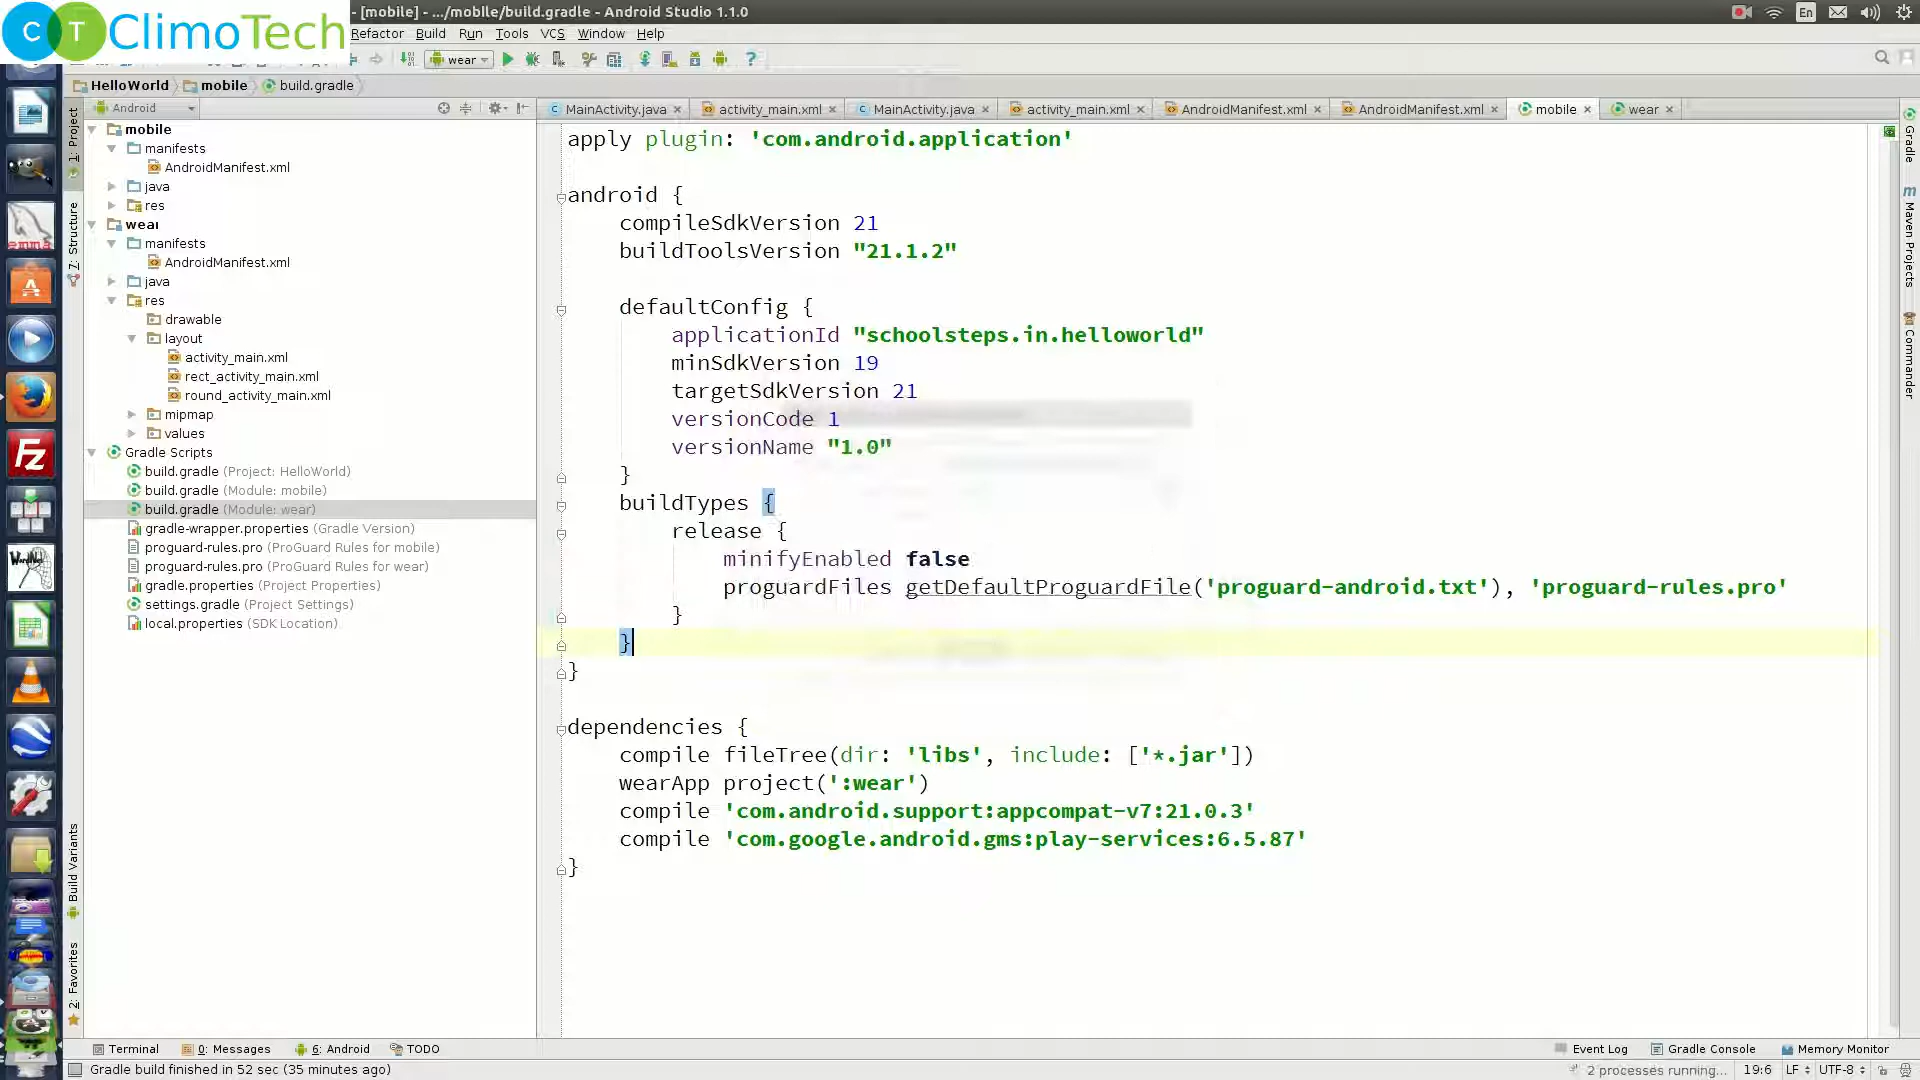 CT ClimoTech
- [mobile] - .../mobile/build.gradle - Android Studio 1.1.0
En
Refactor Build Run Tools VCS Window Help
wear
HelloWorld mobile build.gradle
Android
MainActivity.java activity_main.xml MainActivity.java activity_main.xml AndroidManifest.xml AndroidManifest.xml mobile wear
1: Project
7: Structure
Build Variants
2: Favorites
mobile
manifests
AndroidManifest.xml
java
res
wear
manifests
AndroidManifest.xml
java
res
drawable
layout
activity_main.xml
rect_activity_main.xml
round_activity_main.xml
mipmap
values
Gradle Scripts
build.gradle (Project: HelloWorld)
build.gradle (Module: mobile)
build.gradle (Module: wear)
gradle-wrapper.properties (Gradle Version)
proguard-rules.pro (ProGuard Rules for mobile)
proguard-rules.pro (ProGuard Rules for wear)
gradle.properties (Project Properties)
settings.gradle (Project Settings)
local.properties (SDK Location)
apply plugin: 'com.android.application'
android {
compileSdkVersion 21
buildToolsVersion "21.1.2"
defaultConfig {
applicationId "schoolsteps.in.helloworld"
minSdkVersion 19
targetSdkVersion 21
versionCode 1
versionName "1.0"
}
buildTypes {
release {
minifyEnabled false
proguardFiles getDefaultProguardFile('proguard-android.txt'), 'proguard-rules.pro'
}
}
}
dependencies {
compile fileTree(dir: 'libs', include: ['*.jar'])
wearApp project(':wear')
compile 'com.android.support:appcompat-v7:21.0.3'
compile 'com.google.android.gms:play-services:6.5.87'
}
Gradle
Maven Projects
Commander
Terminal 0: Messages 6: Android TODO Event Log Gradle Console Memory Monitor
Gradle build finished in 52 sec (35 minutes ago) 2 processes running... 19:6 LF UTF-8